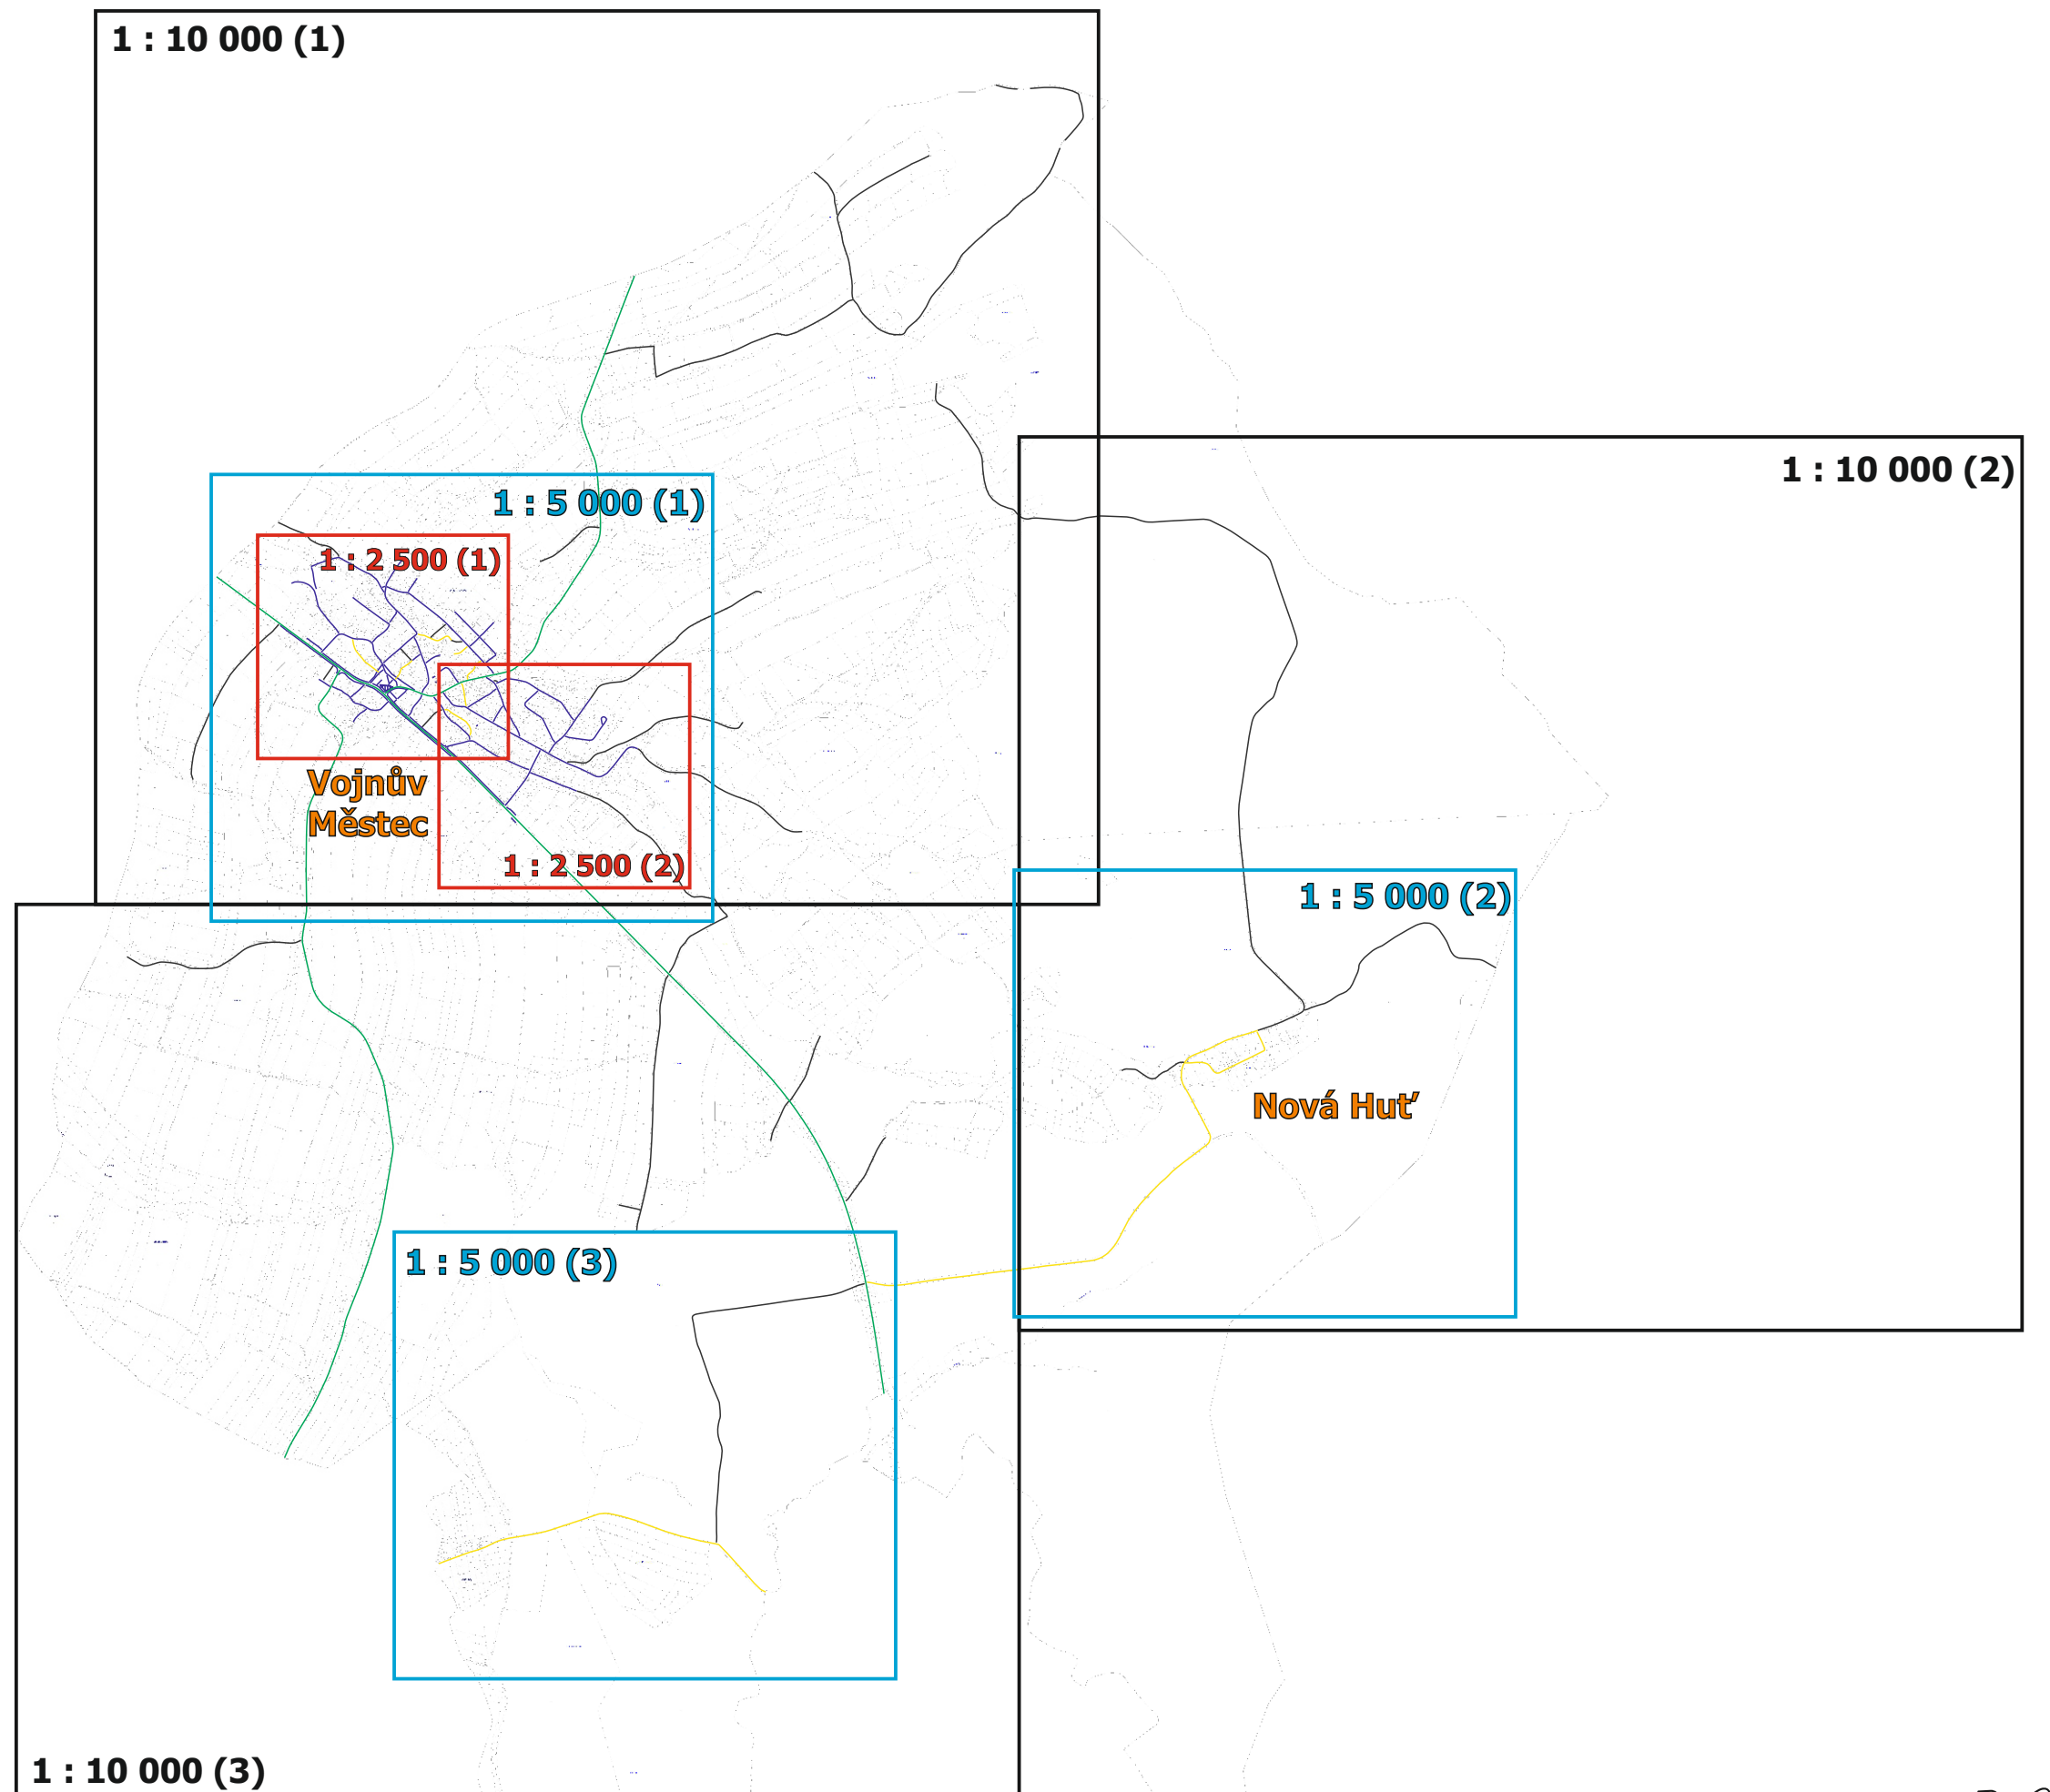 1 : 10 000 (1)
1 : 10 000 (2)
1 : 5 000 (1)
1 : 2 500 (1)
Vojnův
Městec
1 : 2 500 (2)
1 : 5 000 (2)
Nová Huť
1 : 5 000 (3)
1 : 10 000 (3)